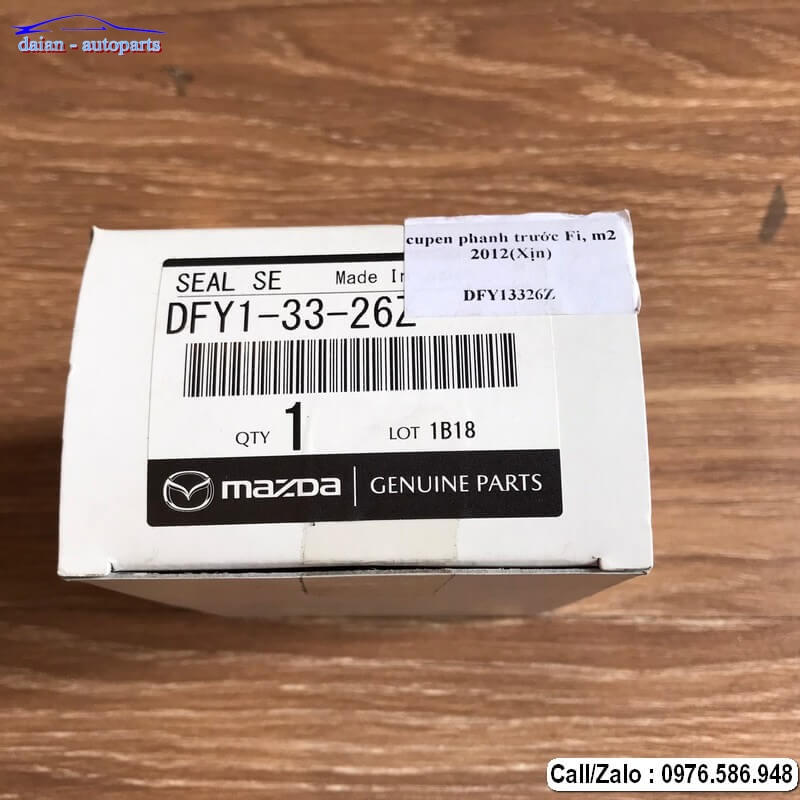 daian - autoparts
cupen phanh trước Fi, m2
2012(Xịn)
DFY13326Z
SEAL SE Made In
DFY1-33-26Z
QTY 1 LOT 1B18
mazda GENUINE PARTS
Call/Zalo : 0976.586.948